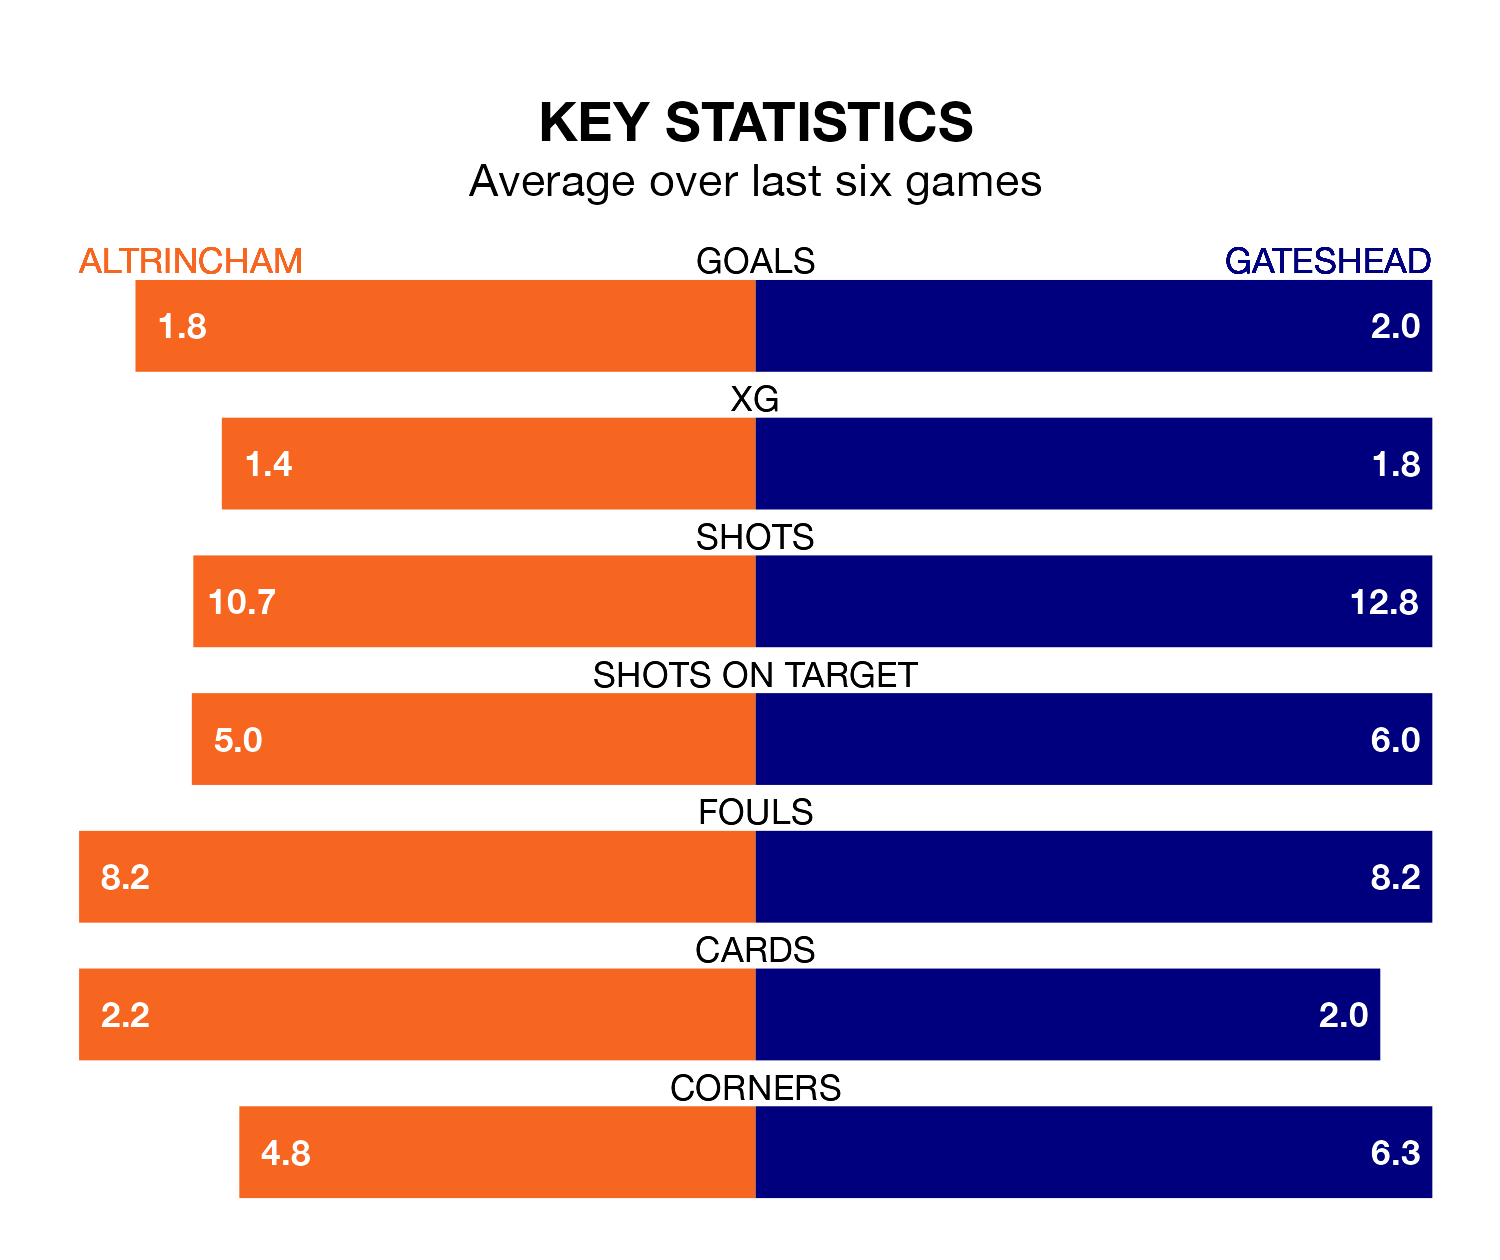 KEY STATISTICS
Average over last six games
ALTRINCHAM GOALS GATESHEAD
1.8 2.0
XG
1.4 1.8
SHOTS
10.7 12.8
SHOTS ON TARGET
5.0 6.0
FOULS
8.2 8.2
CARDS
2.2 2.0
CORNERS
4.8 6.3